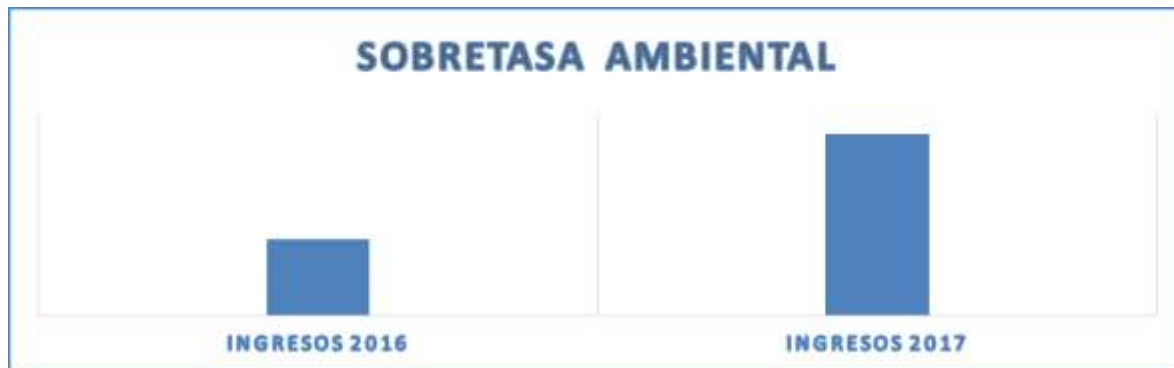 SOBRETASA AMBIENTAL
INGRESOS 2016
INGRESOS 2017